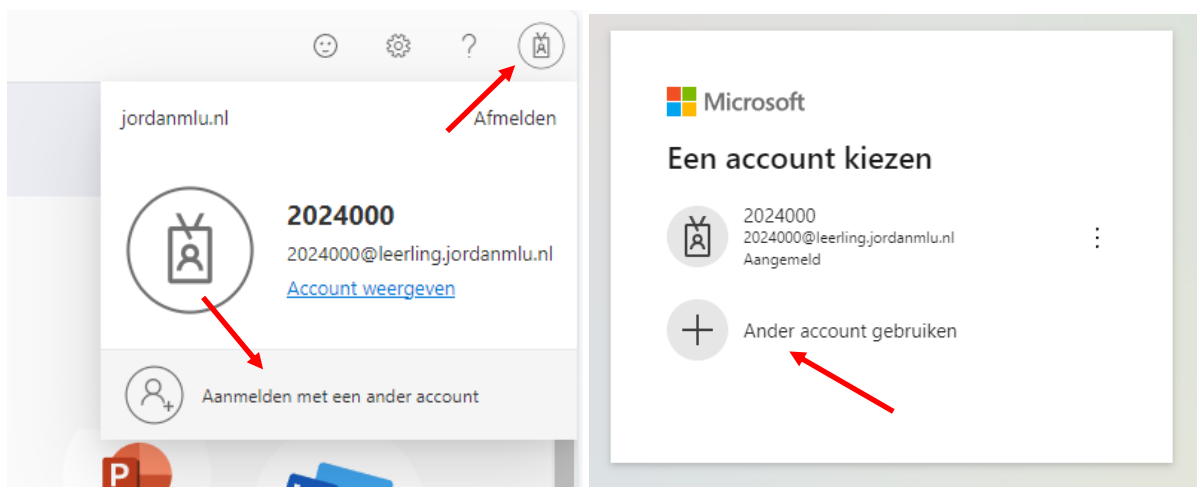 ?
jordanmlu.nl
Afmelden
2024000
2024000@leerling.jordanmlu.nl
Account weergeven
Aanmelden met een ander account
P
Microsoft
Een account kiezen
2024000
2024000@leerling.jordanmlu.nl
Aangemeld
Ander account gebruiken